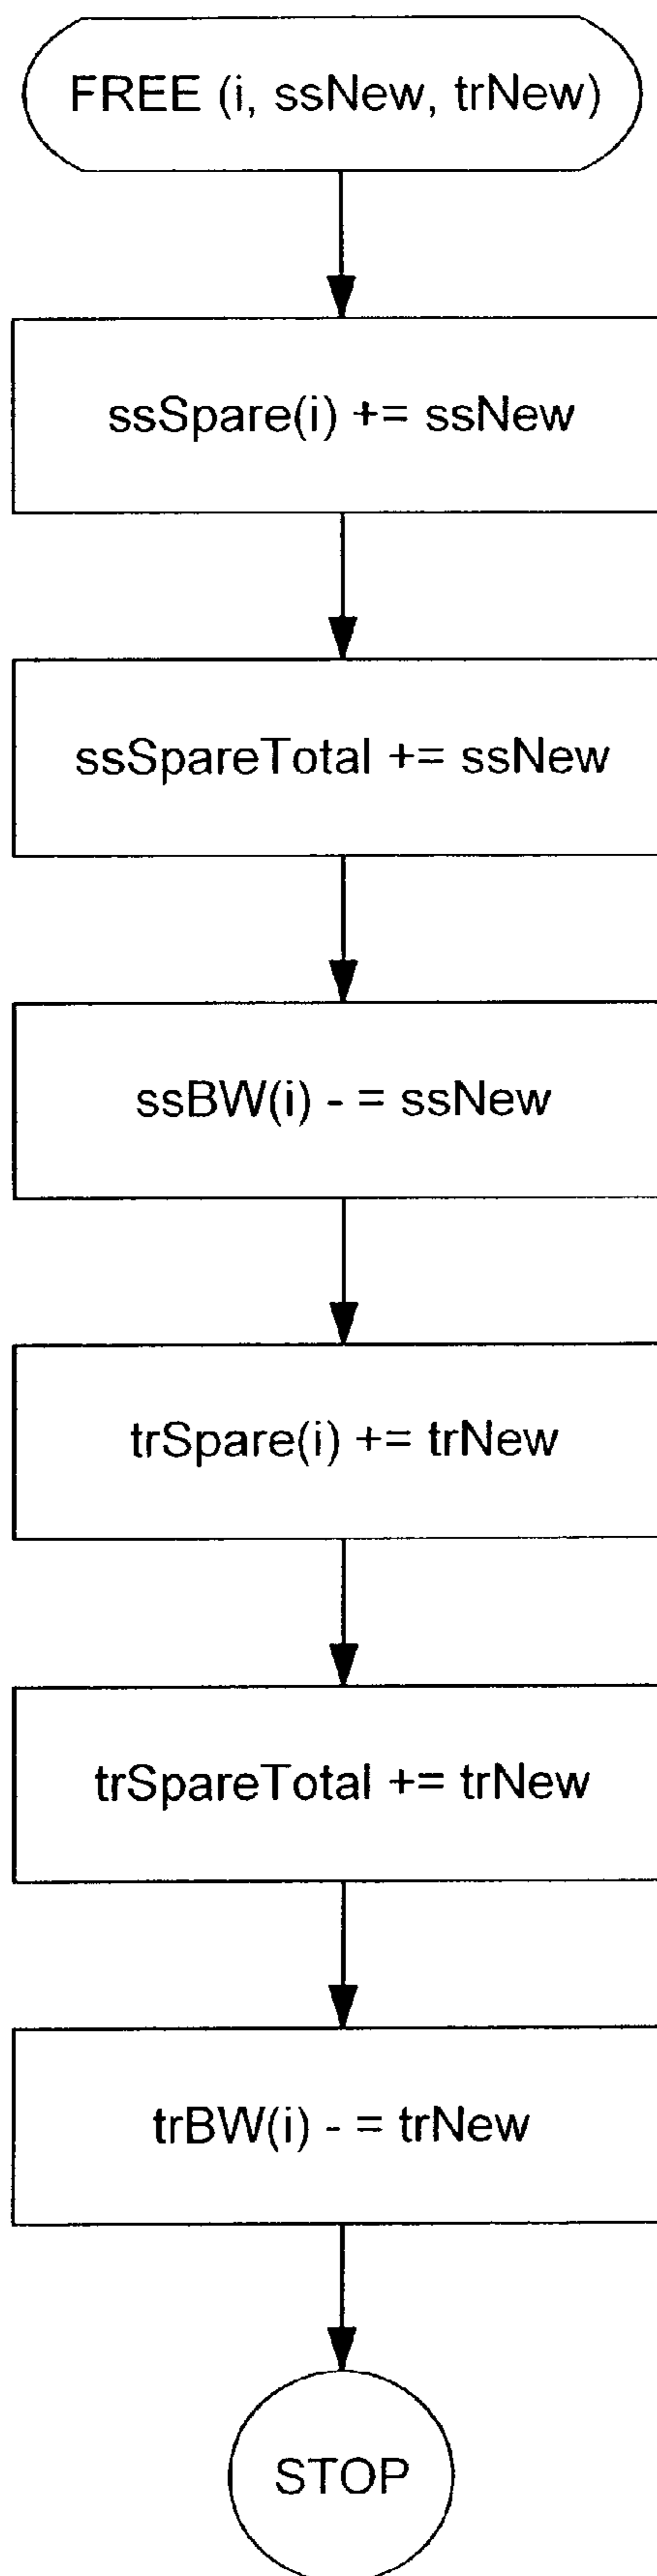 FREE (i, ssNew, trNew)
ssSpare(i) += ssNew
ssSpareTotal += ssNew
ssBW(i) - = ssNew
trSpare(i) += trNew
trSpareTotal += trNew
trBW(i) - = trNew
STOP